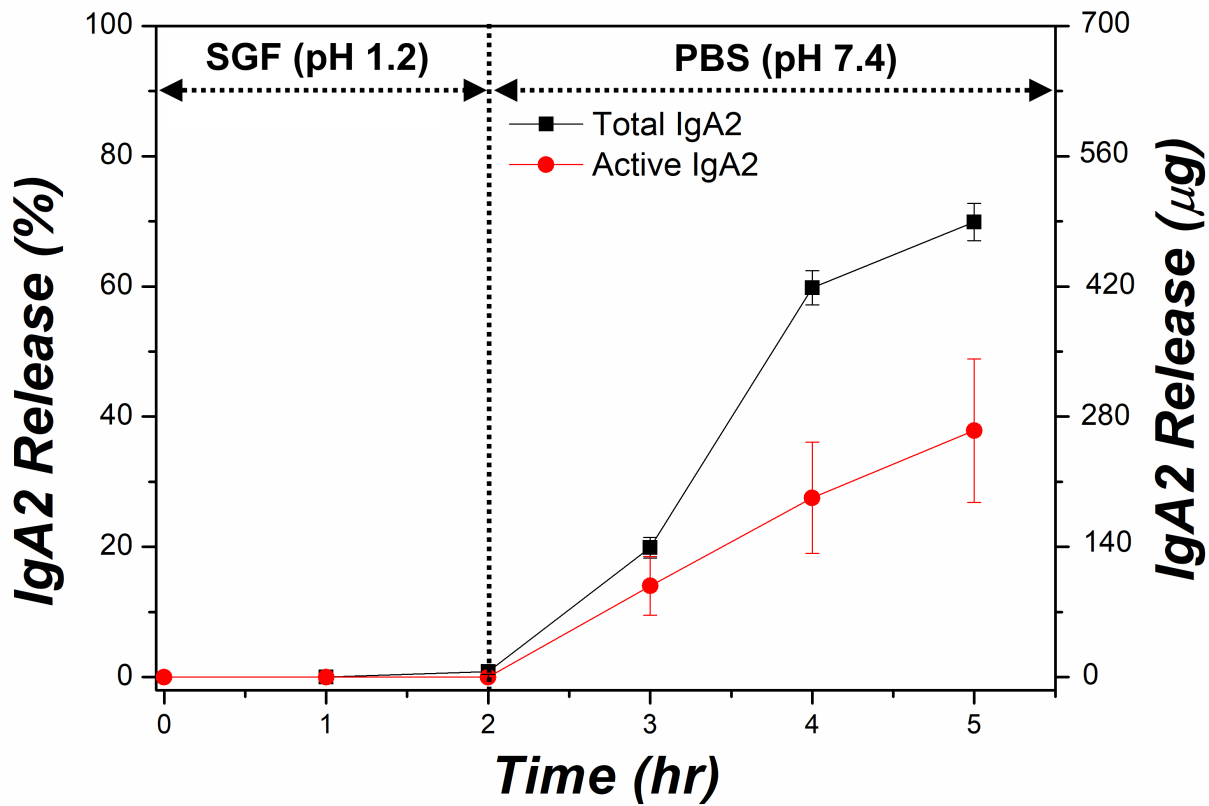 SGF (pH 1.2)
PBS (pH 7.4)
Total IgA2
Active IgA2
IgA2 Release (%)
100
80
60
40
20
0
IgA2 Release (μg)
700
560
420
280
140
0
0 1 2 3 4 5
Time (hr)